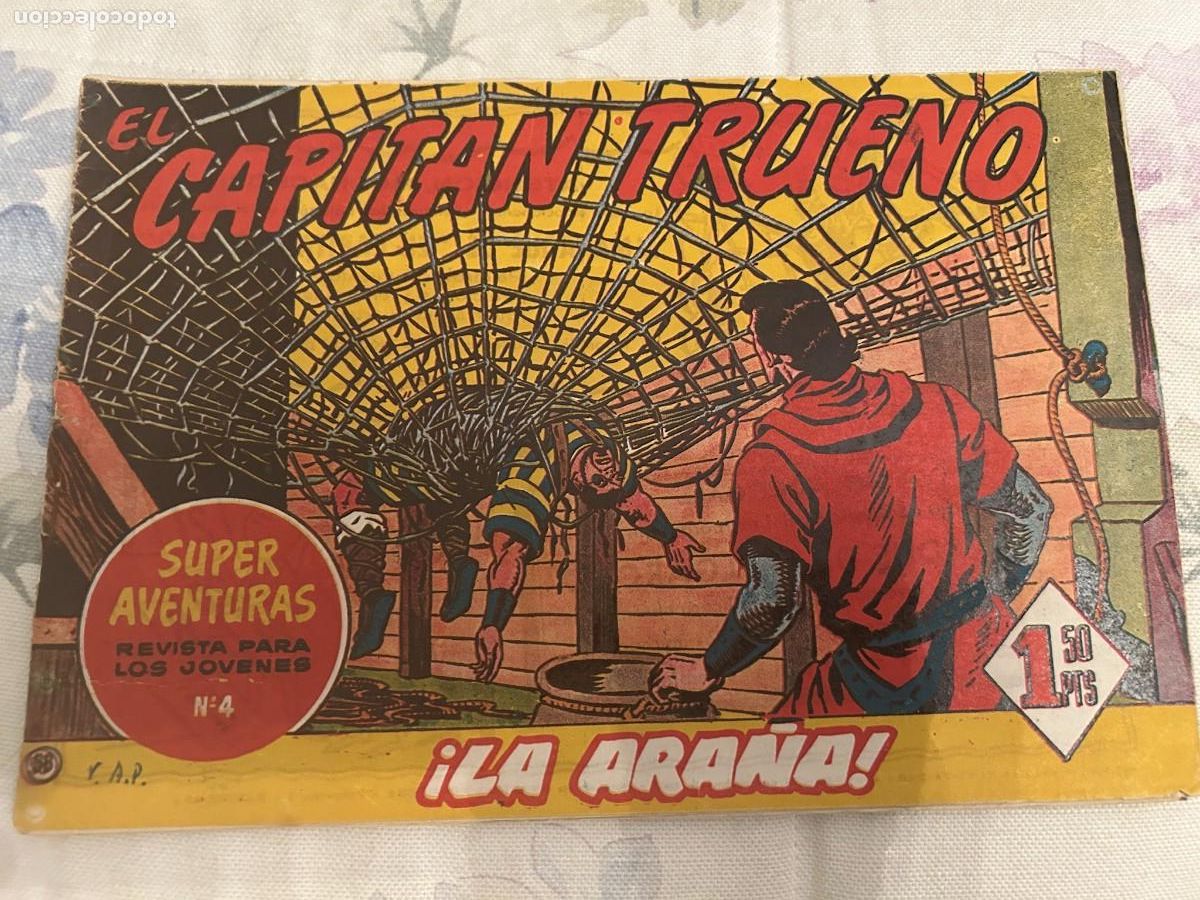 todocoleccion
EL
CAPITAN TRUENO
SUPER
AVENTURAS
REVISTA PARA
LOS JOVENES
Nº 4
1 50
PTS
¡LA ARAÑA!
Y. A.P.